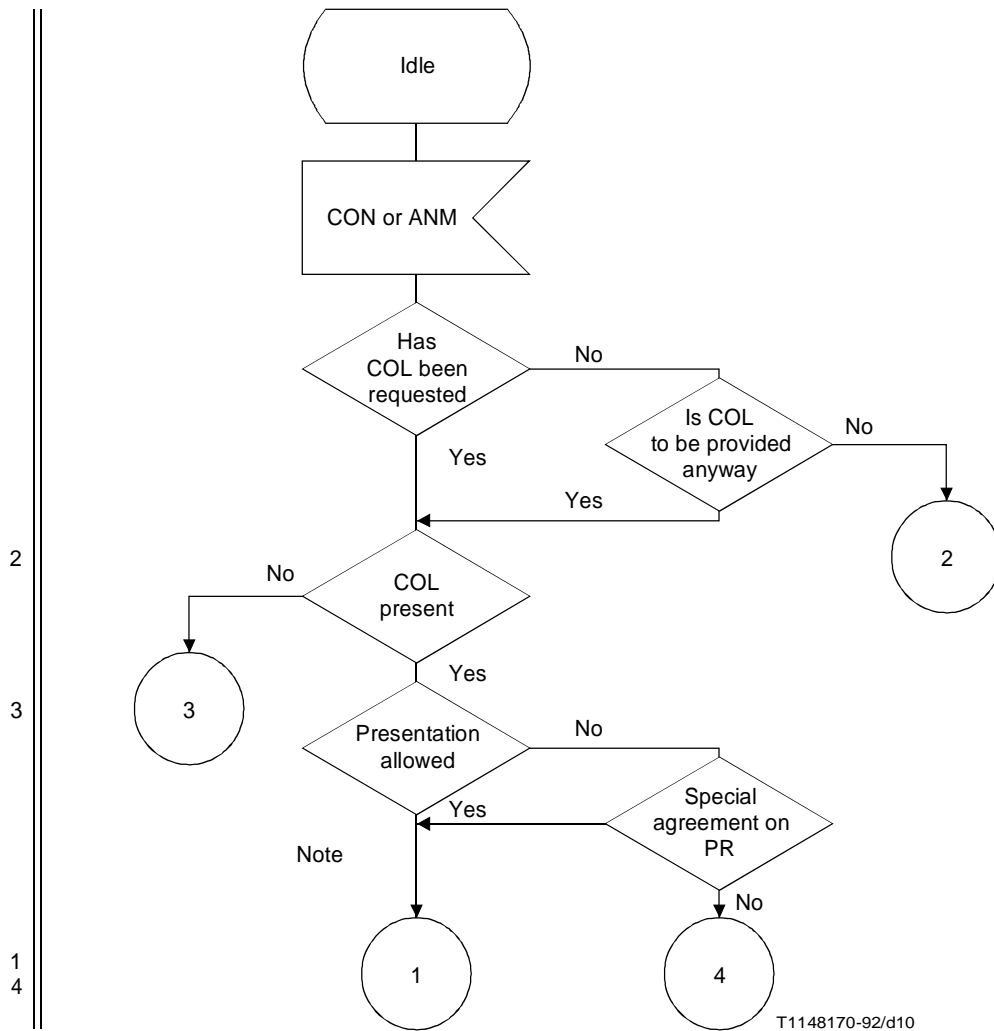 Idle
CON or ANM
Has
COL been
requested
No
Is COL
to be provided
anyway
No
Yes
Yes
2
2
No
COL
present
Yes
3
3
Presentation
allowed
No
Yes
Special
agreement on
PR
Note
No
1
4
1
4
T1148170-92/d10